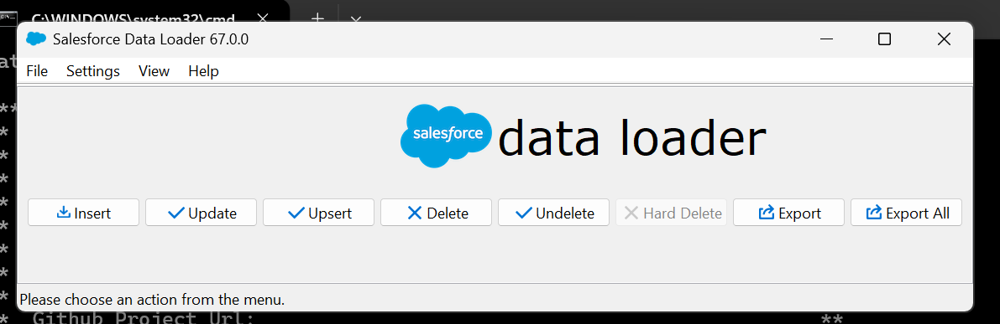 C:\WINDOWS\system32\cmd
Salesforce Data Loader 67.0.0
File Settings View Help
salesforce data loader
Insert Update Upsert Delete Undelete Hard Delete Export Export All
Please choose an action from the menu.
* Github Project Url: **